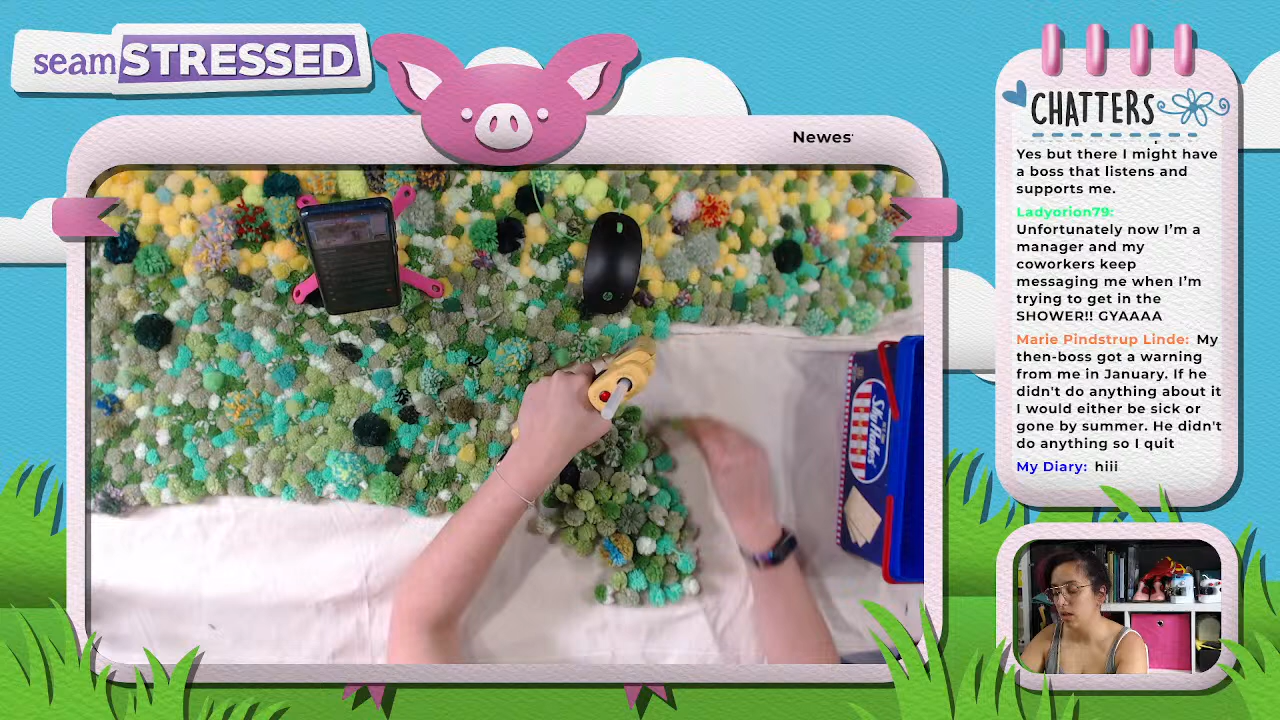 seamSTRESSED
Newes
CHATTERS
Yes but there I might have
a boss that listens and
supports me.
Ladyorion79:
Unfortunately now I'm a
manager and my
coworkers keep
messaging me when I'm
trying to get in the
SHOWER!! GYAAAA
Marie Pindstrup Linde: My
then-boss got a warning
from me in January. If he
didn't do anything about it
I would either be sick or
gone by summer. He didn't
do anything so I quit
My Diary: hiii
hp